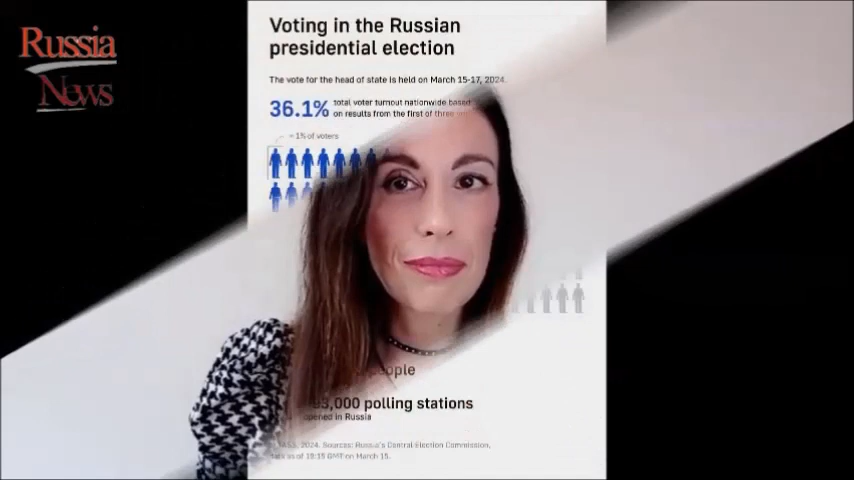 Russia
News
Voting in the Russian
presidential election
The vote for the head of state is held on March 15-17, 2024.
36.1% total voter turnout nationwide based
on results from the first of three
= 1% of voters
people
3,000 polling stations
opened in Russia
2024. Sources: Russia's Central Election Commission,
data as of 19:15 GMT on March 15.